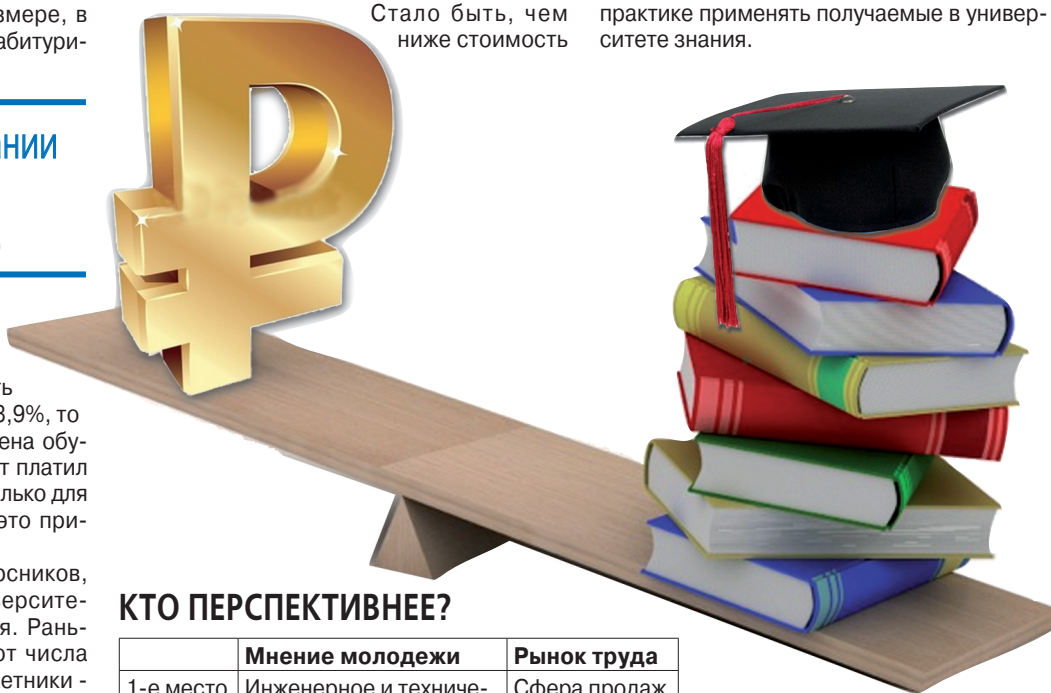 змере, в
абитури-
нии
ть
3,9%, то
ена обу-
т платил
лько для
это при-
рсников,
ерсите-
я. Рань-
от числа
етники -
Стало быть, чем
ниже стоимость
практике применять получаемые в универ-
ситете знания.
КТО ПЕРСПЕКТИВНЕЕ?
Мнение молодежи Рынок труда
1-е место Инженерное и техниче- Сфера продаж